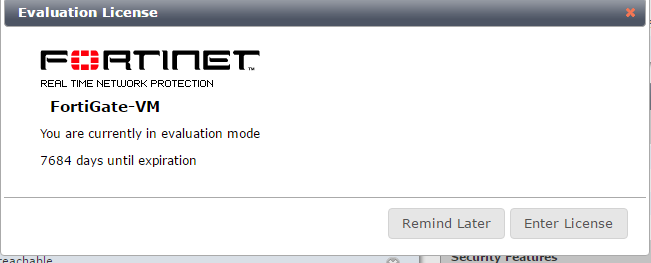 Evaluation License
FORTINET
REAL TIME NETWORK PROTECTION
FortiGate-VM
You are currently in evaluation mode
7684 days until expiration
Remind Later
Enter License
reachable
Security Features